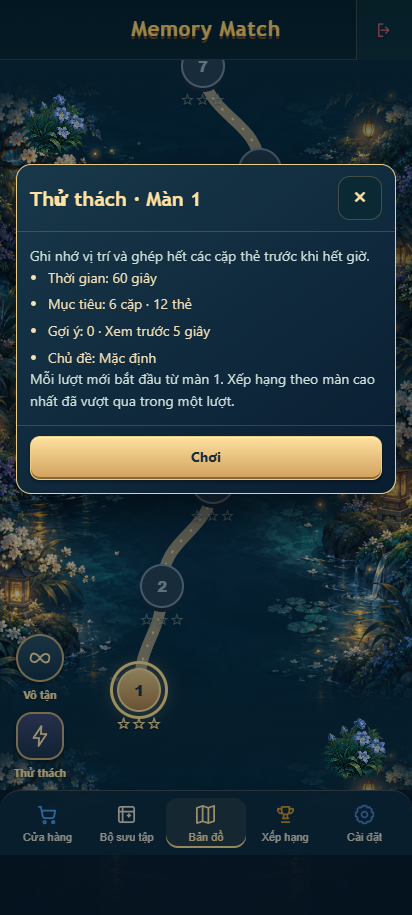 Memory Match
7
Thử thách · Màn 1
×
Ghi nhớ vị trí và ghép hết các cặp thẻ trước khi hết giờ.
• Thời gian: 60 giây
• Mục tiêu: 6 cặp · 12 thẻ
• Gợi ý: 0 · Xem trước 5 giây
• Chủ đề: Mặc định
Mỗi lượt mới bắt đầu từ màn 1. Xếp hạng theo màn cao
nhất đã vượt qua trong một lượt.
Chơi
2
1
Vô tận
Thử thách
Cửa hàng
Bộ sưu tập
Bản đồ
Xếp hạng
Cài đặt